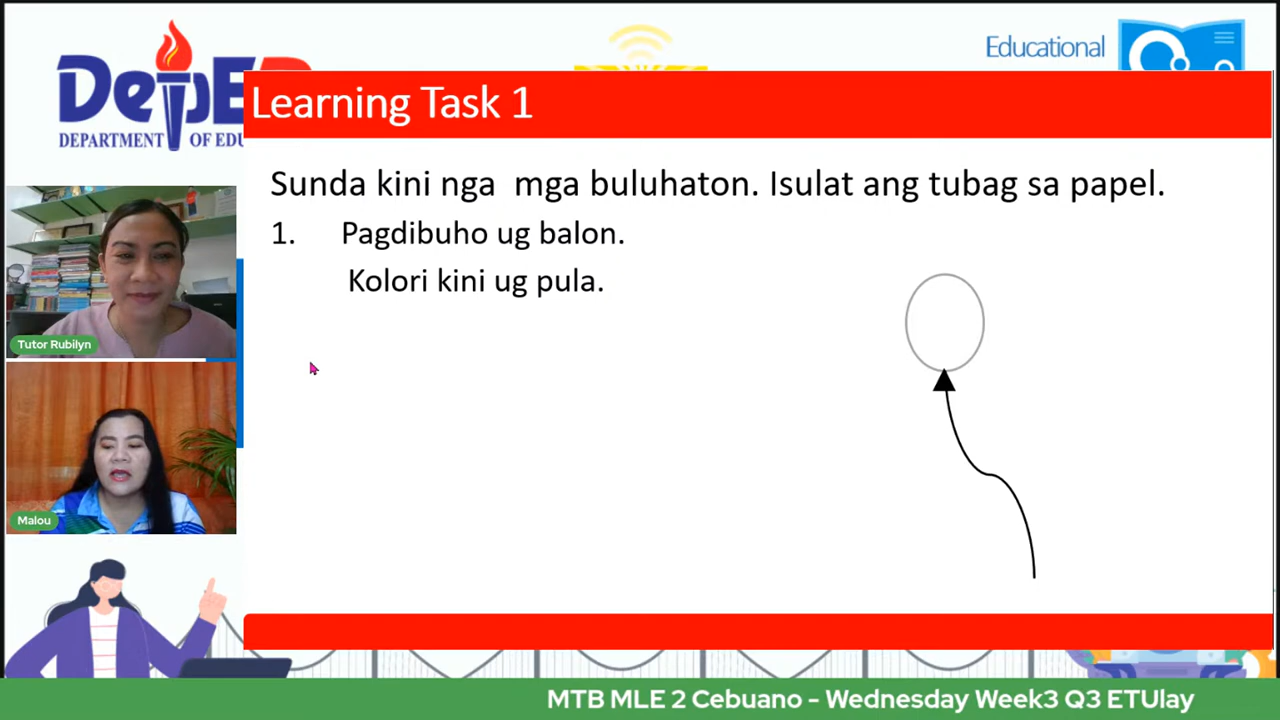 DepED
DEPARTMENT OF EDU
Educational
Learning Task 1
Sunda kini nga mga buluhaton. Isulat ang tubag sa papel.
1. Pagdibuho ug balon.
Kolori kini ug pula.
Tutor Rubilyn
Malou
MTB MLE 2 Cebuano - Wednesday Week3 Q3 ETUlay